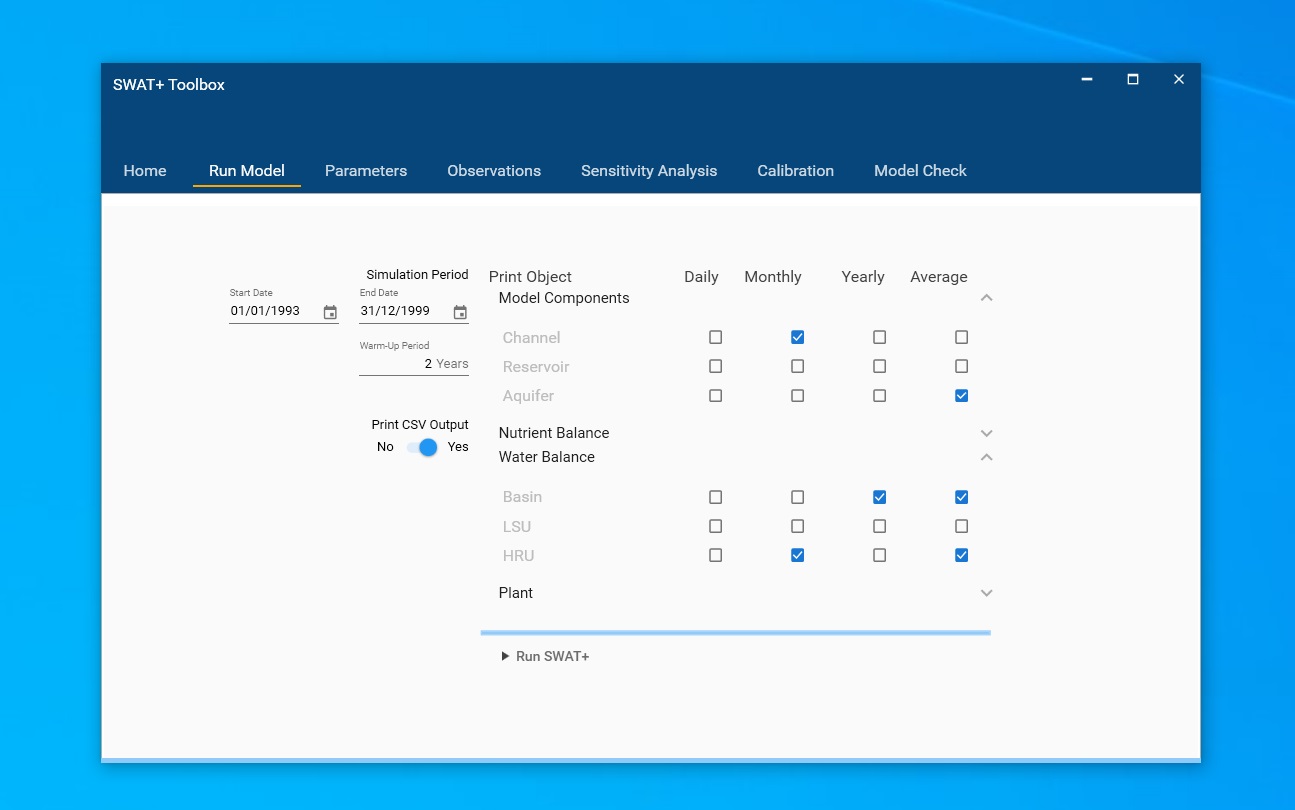 SWAT+ Toolbox
Home Run Model Parameters Observations Sensitivity Analysis Calibration Model Check
Simulation Period
Start Date End Date
01/01/1993 31/12/1999
Warm-Up Period
2 Years
Print CSV Output
No Yes
Print Object Daily Monthly Yearly Average
Model Components
Channel
Reservoir
Aquifer
Nutrient Balance
Water Balance
Basin
LSU
HRU
Plant
Run SWAT+